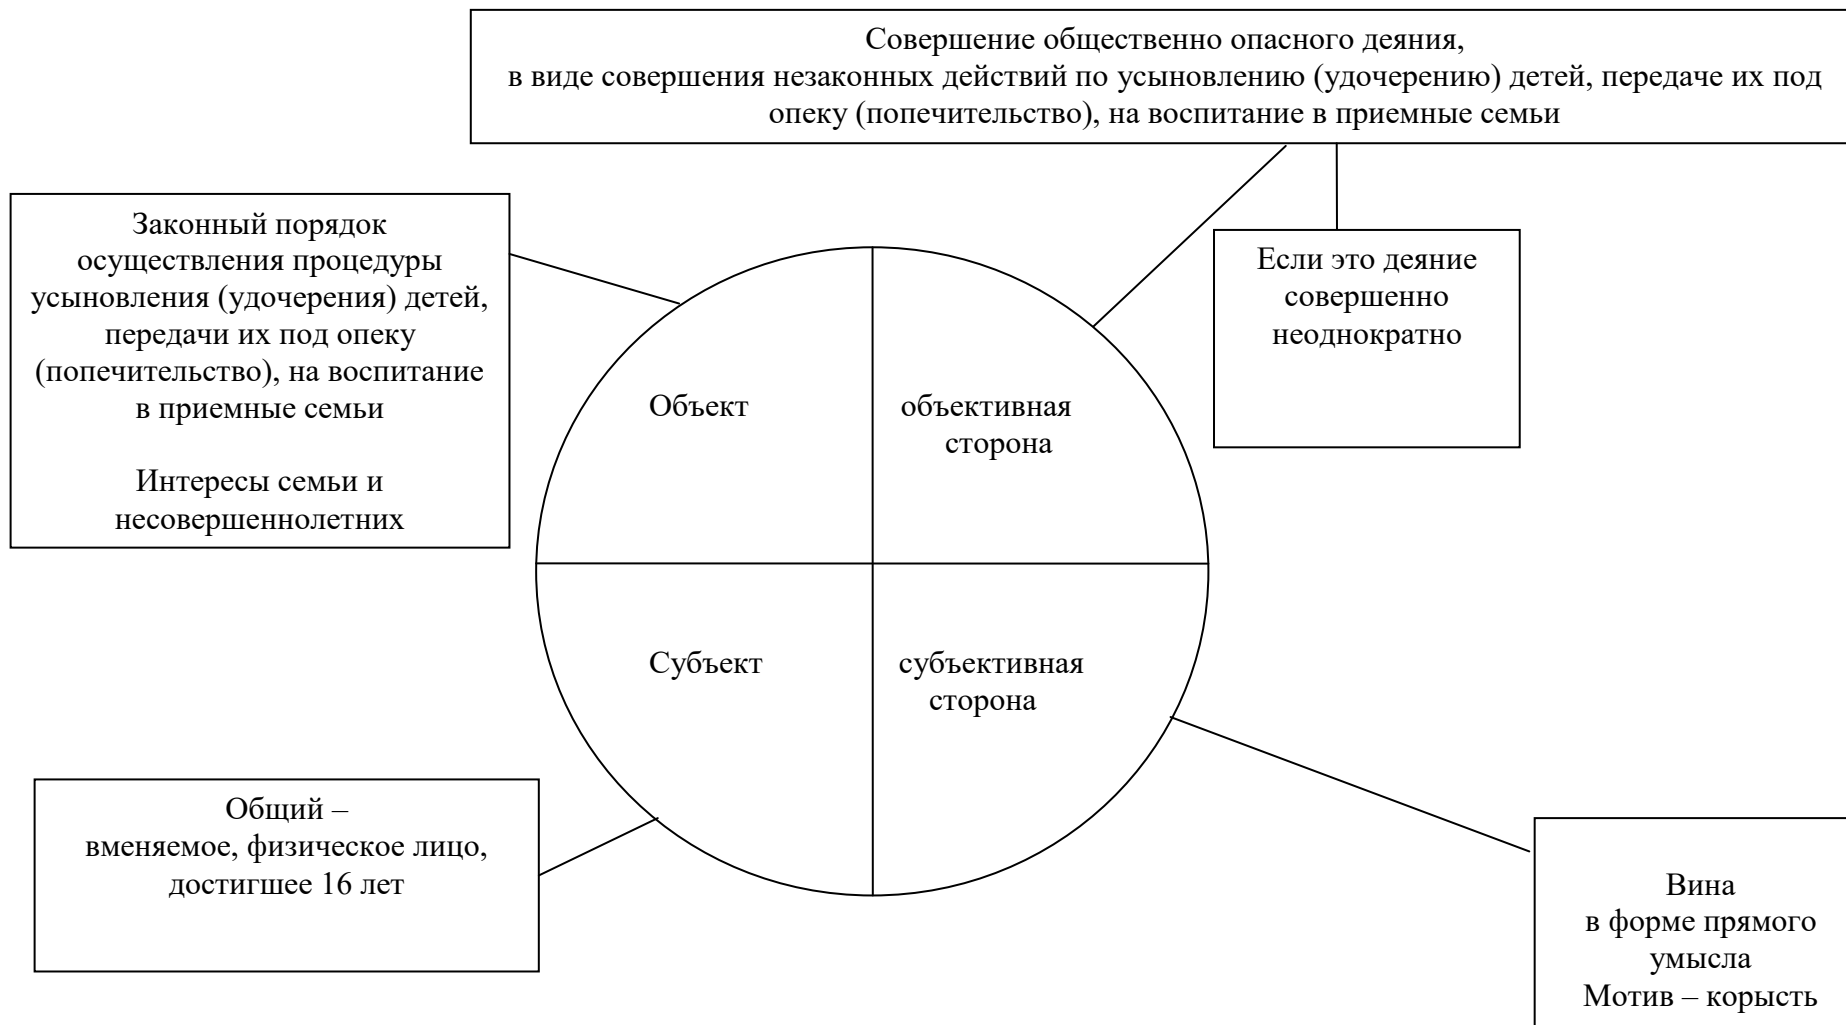 Совершение общественно опасного деяния,
в виде совершения незаконных действий по усыновлению (удочерению) детей, передаче их под
опеку (попечительство), на воспитание в приемные семьи
Законный порядок
осуществления процедуры
усыновления (удочерения) детей,
передачи их под опеку
(попечительство), на воспитание
в приемные семьи
Интересы семьи и
несовершеннолетних
Если это деяние
совершенно
неоднократно
Объект
объективная
сторона
Субъект
субъективная
сторона
Общий –
вменяемое, физическое лицо,
достигшее 16 лет
Вина
в форме прямого
умысла
Мотив – корысть